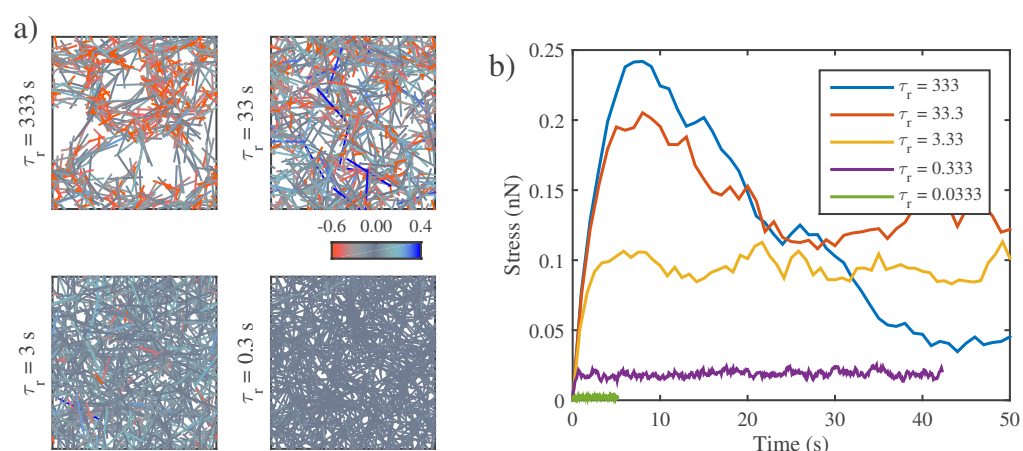 a)
τr = 333 s
τr = 33 s
-0.6 0.00 0.4
τr = 3 s
τr = 0.3 s
b)
Stress (nN)
0.25
0.2
0.15
0.1
0.05
0
0 10 20 30 40 50
Time (s)
τr = 333
τr = 33.3
τr = 3.33
τr = 0.333
τr = 0.0333